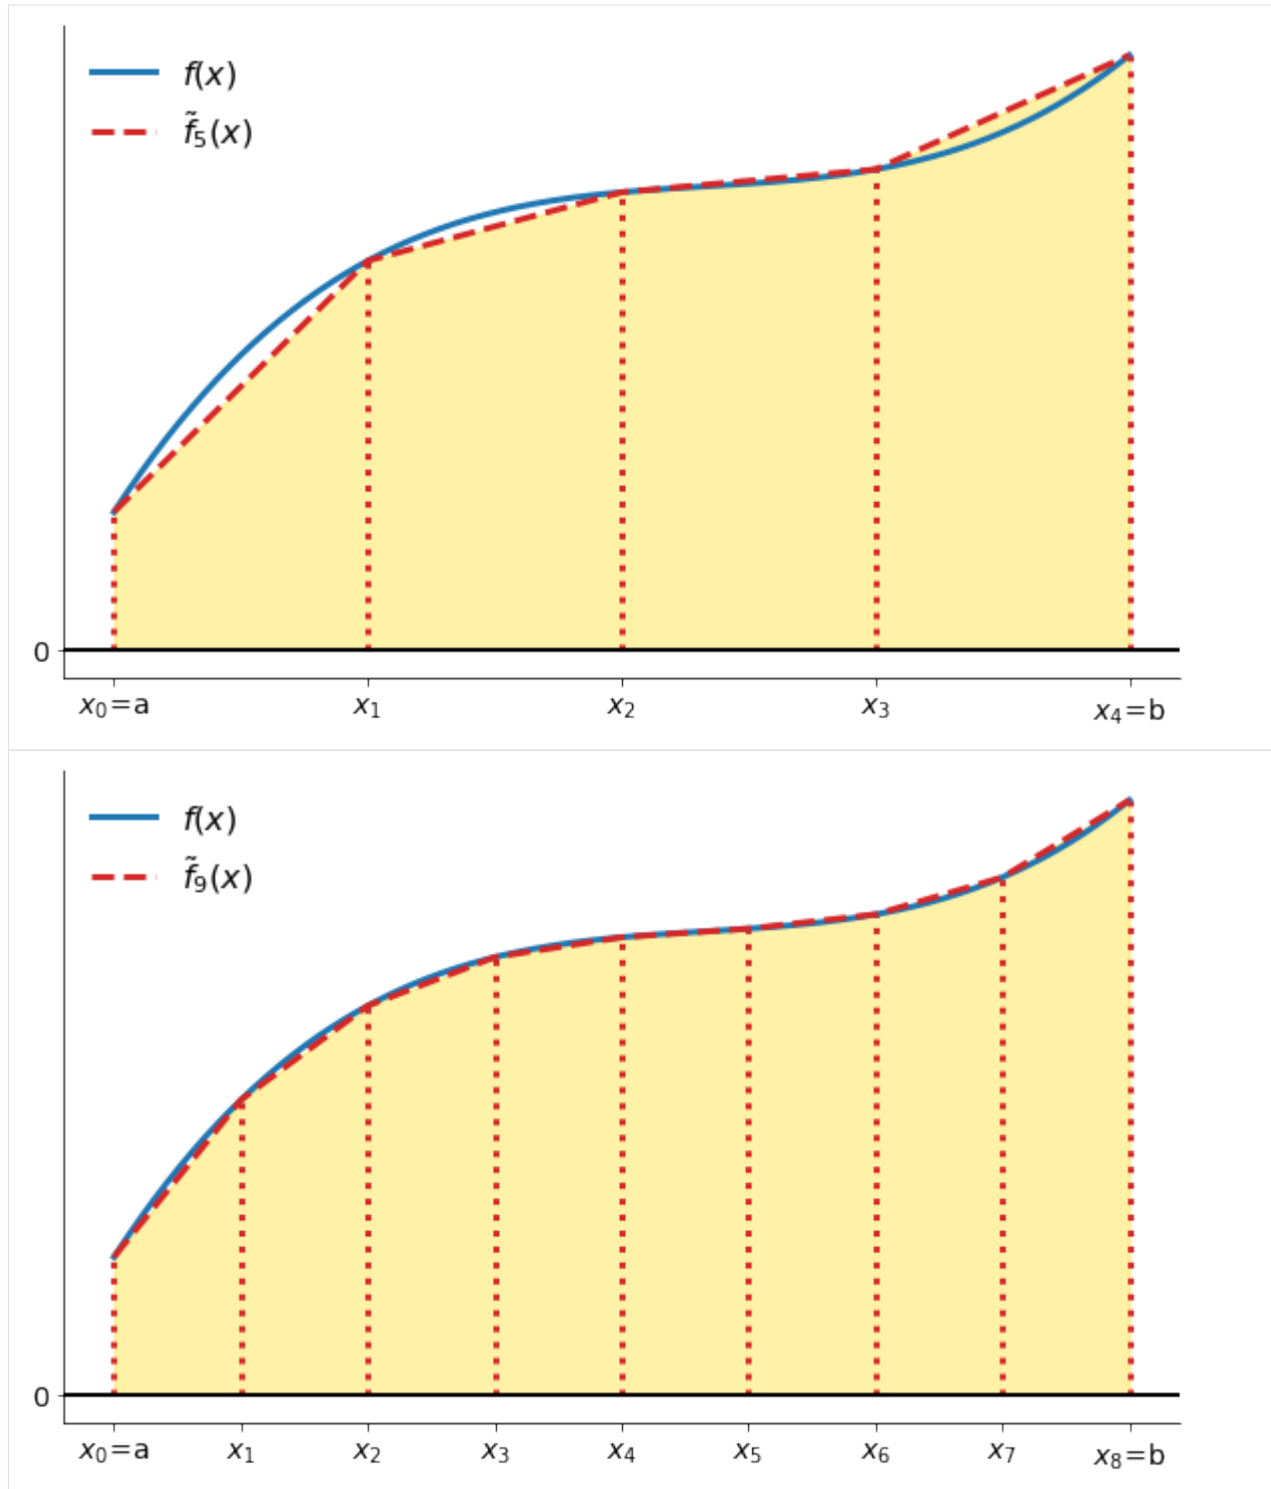 f(x)
f̃₅(x)
0
x₀=a x₁ x₂ x₃ x₄=b
f(x)
f̃₉(x)
0
x₀=a x₁ x₂ x₃ x₄ x₅ x₆ x₇ x₈=b